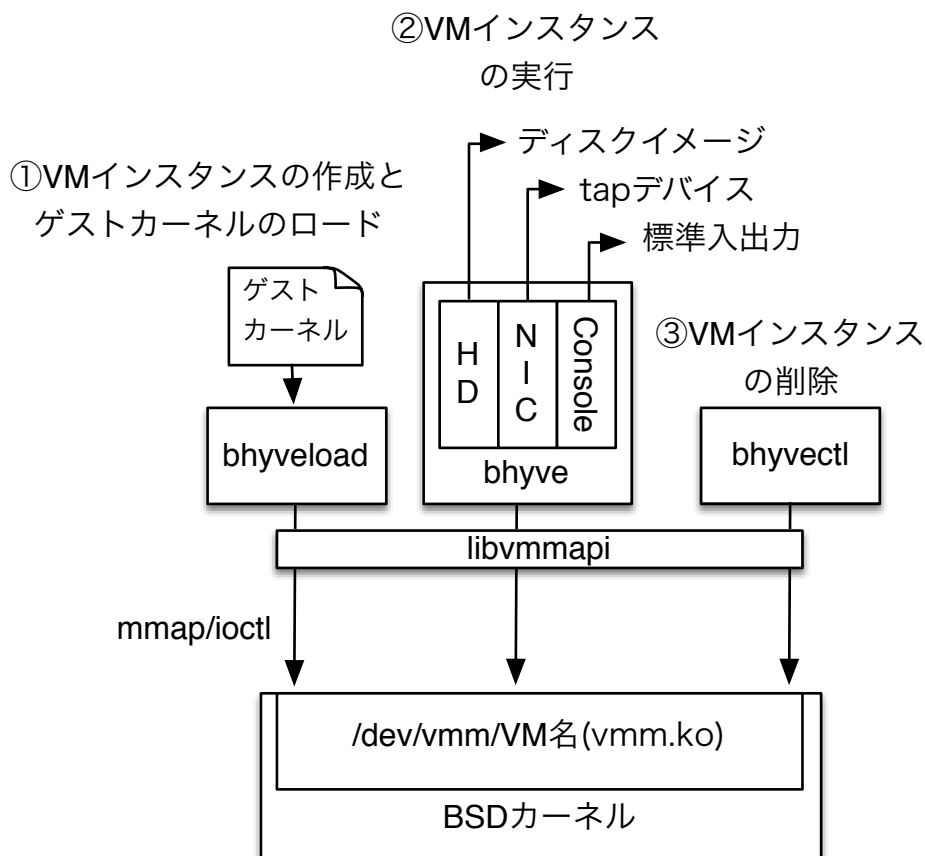 ②VMインスタンス
の実行
ディスクイメージ
①VMインスタンスの作成と
ゲストカーネルのロード
tapデバイス
標準入出力
ゲスト
カーネル
HD
NIC
Console
③VMインスタンス
の削除
bhyveload
bhyve
bhyvectl
libvmmapi
mmap/ioctl
/dev/vmm/VM名(vmm.ko)
BSDカーネル